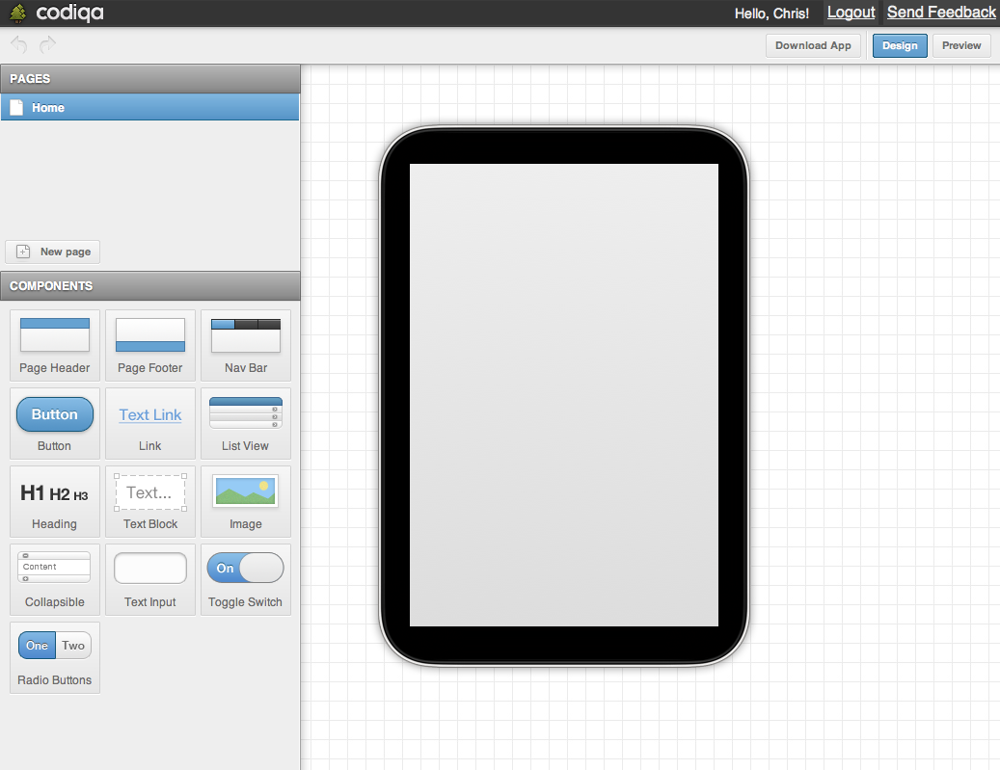 codiqa
Hello, Chris! Logout Send Feedback
Download App Design Preview
PAGES
Home
New page
COMPONENTS
Page Header Page Footer Nav Bar
Button Text Link
Button Link List View
H1 H2 H3 Text...
Heading Text Block Image
Content On
Collapsible Text Input Toggle Switch
One Two
Radio Buttons